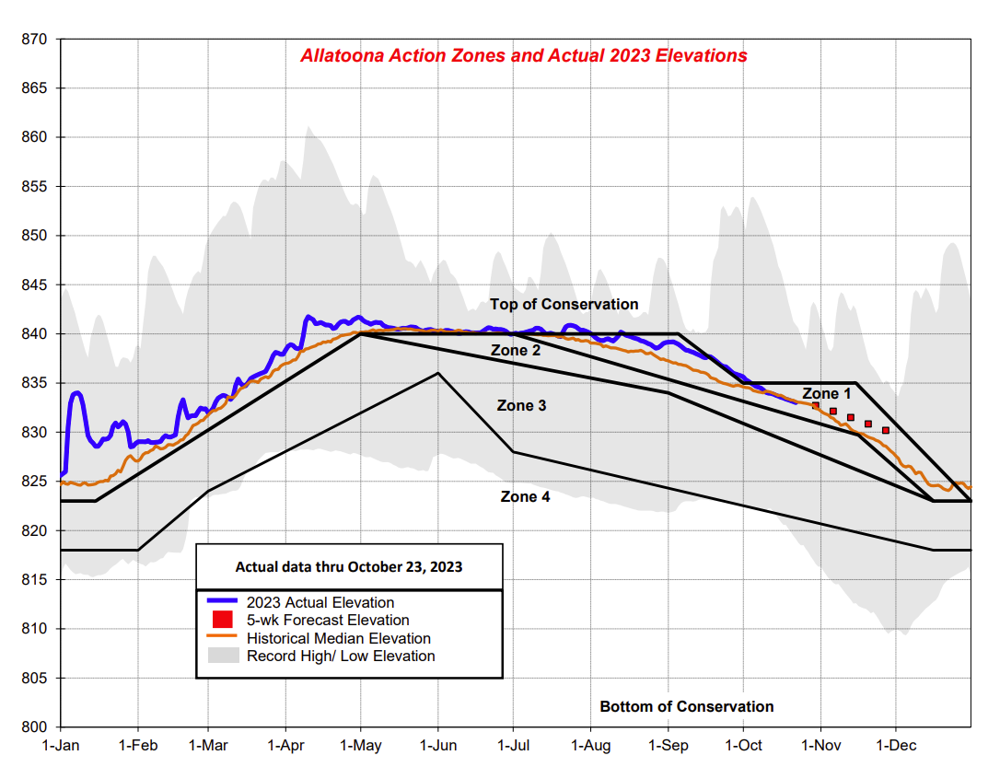 Allatoona Action Zones and Actual 2023 Elevations
870
865
860
855
850
845
840
835
830
825
820
815
810
805
800
Top of Conservation
Zone 2
Zone 1
Zone 3
Zone 4
Actual data thru October 23, 2023
2023 Actual Elevation
5-wk Forecast Elevation
Historical Median Elevation
Record High/ Low Elevation
Bottom of Conservation
1-Jan 1-Feb 1-Mar 1-Apr 1-May 1-Jun 1-Jul 1-Aug 1-Sep 1-Oct 1-Nov 1-Dec